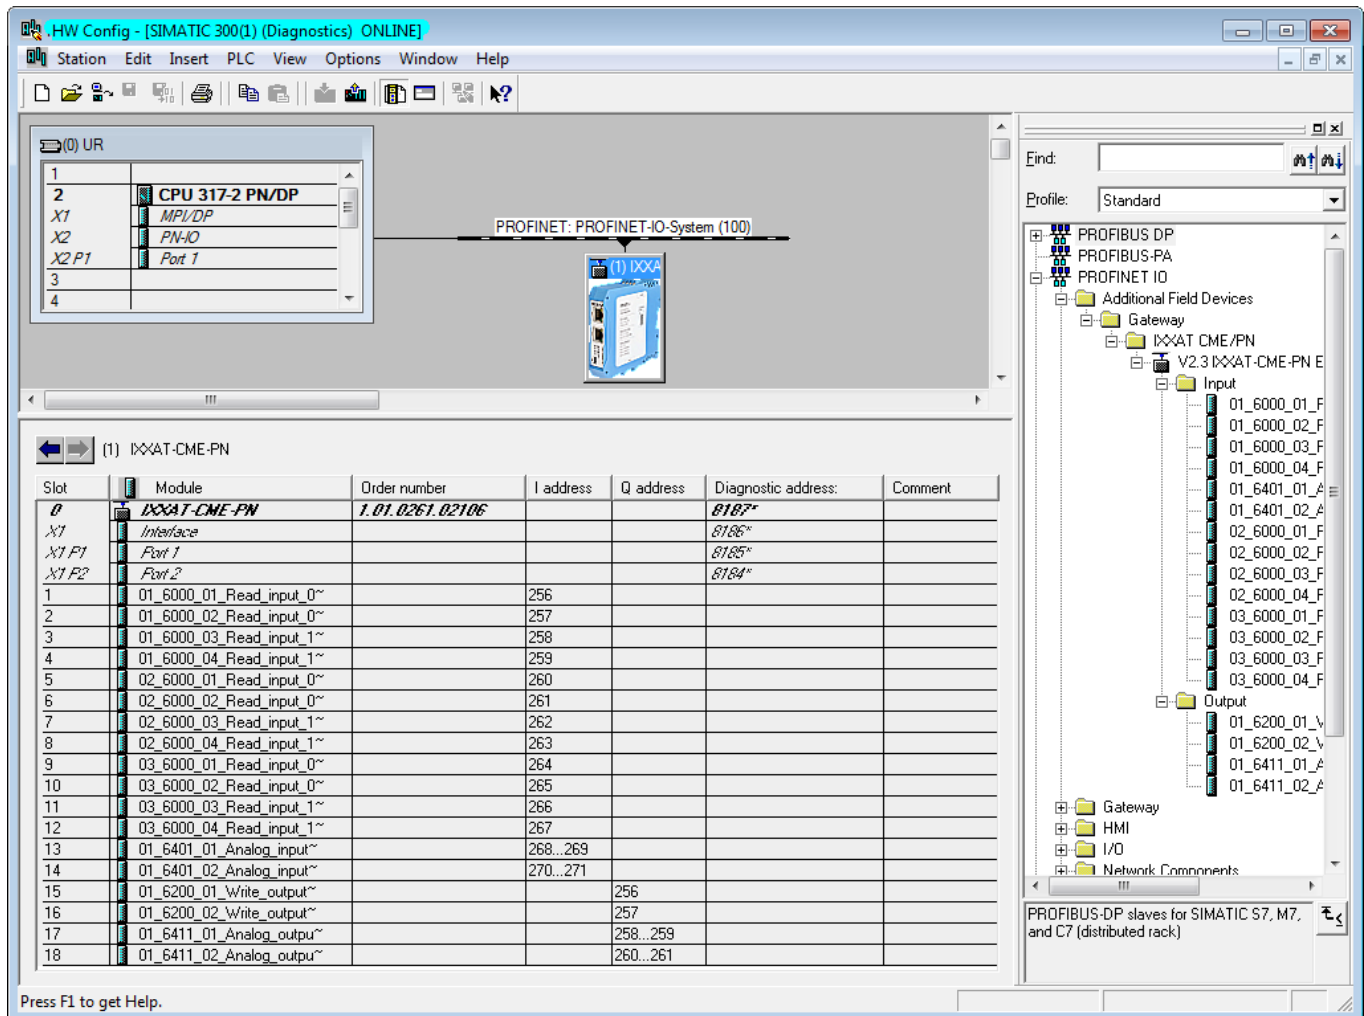 .HW Config - [SIMATIC 300(1) (Diagnostics) ONLINE]
Station Edit Insert PLC View Options Window Help
(0) UR
1
2 CPU 317-2 PN/DP
X1 MPI/DP
X2 PN-IO
X2 P1 Port 1
3
4
PROFINET: PROFINET-IO-System (100)
(1) IXXA
Find:
Profile: Standard
PROFIBUS DP
PROFIBUS-PA
PROFINET IO
Additional Field Devices
Gateway
IXXAT CME/PN
V2.3 IXXAT-CME-PN E
Input
01_6000_01_F
01_6000_02_F
01_6000_03_F
01_6000_04_F
01_6401_01_A
01_6401_02_A
02_6000_01_F
02_6000_02_F
02_6000_03_F
02_6000_04_F
03_6000_01_F
03_6000_02_F
03_6000_03_F
03_6000_04_F
Output
01_6200_01_V
01_6200_02_V
01_6411_01_A
01_6411_02_A
Gateway
HMI
I/O
Network Components
PROFIBUS-DP slaves for SIMATIC S7, M7,
and C7 (distributed rack)
(1) IXXAT-CME-PN
Slot Module Order number I address Q address Diagnostic address: Comment
0 IXXAT-CME-PN 1.01.0261.02106 8187*
X1 Interface 8186*
X1 P1 Port 1 8185*
X1 P2 Port 2 8184*
1 01_6000_01_Read_input_0~ 256
2 01_6000_02_Read_input_0~ 257
3 01_6000_03_Read_input_1~ 258
4 01_6000_04_Read_input_1~ 259
5 02_6000_01_Read_input_0~ 260
6 02_6000_02_Read_input_0~ 261
7 02_6000_03_Read_input_1~ 262
8 02_6000_04_Read_input_1~ 263
9 03_6000_01_Read_input_0~ 264
10 03_6000_02_Read_input_0~ 265
11 03_6000_03_Read_input_1~ 266
12 03_6000_04_Read_input_1~ 267
13 01_6401_01_Analog_input~ 268...269
14 01_6401_02_Analog_input~ 270...271
15 01_6200_01_Write_output~ 256
16 01_6200_02_Write_output~ 257
17 01_6411_01_Analog_outpu~ 258...259
18 01_6411_02_Analog_outpu~ 260...261
Press F1 to get Help.